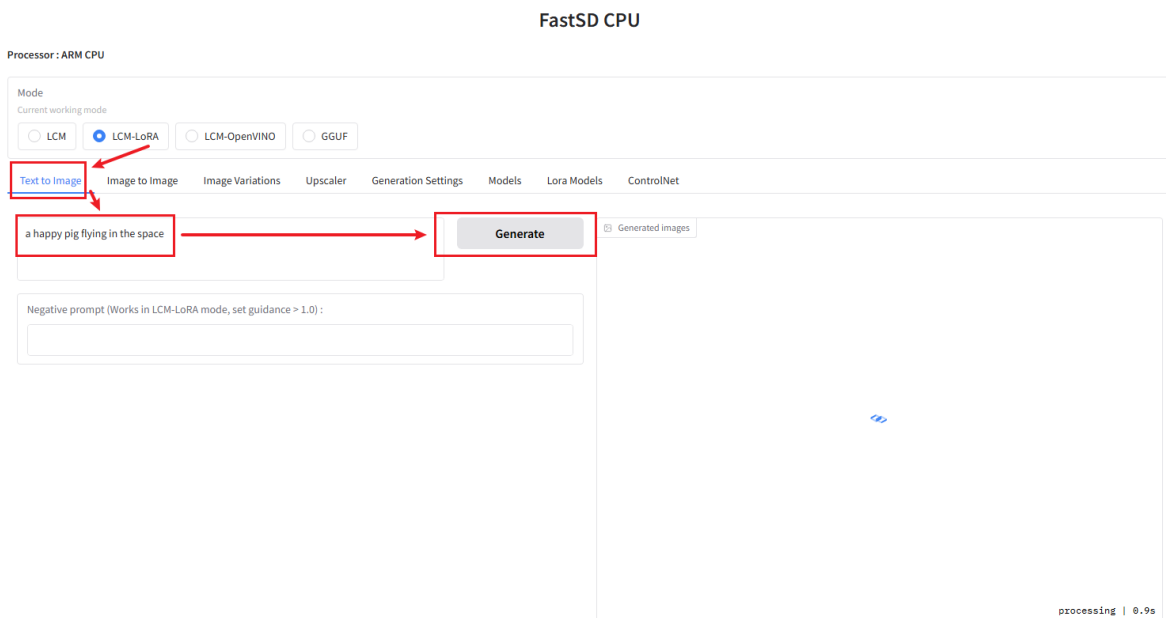 FastSD CPU
Processor : ARM CPU
Mode
Current working mode
LCM LCM-LoRA LCM-OpenVINO GGUF
Text to Image Image to Image Image Variations Upscaler Generation Settings Models Lora Models ControlNet
a happy pig flying in the space
Generate
Generated images
Negative prompt (Works in LCM-LoRA mode, set guidance > 1.0) :
processing | 0.9s